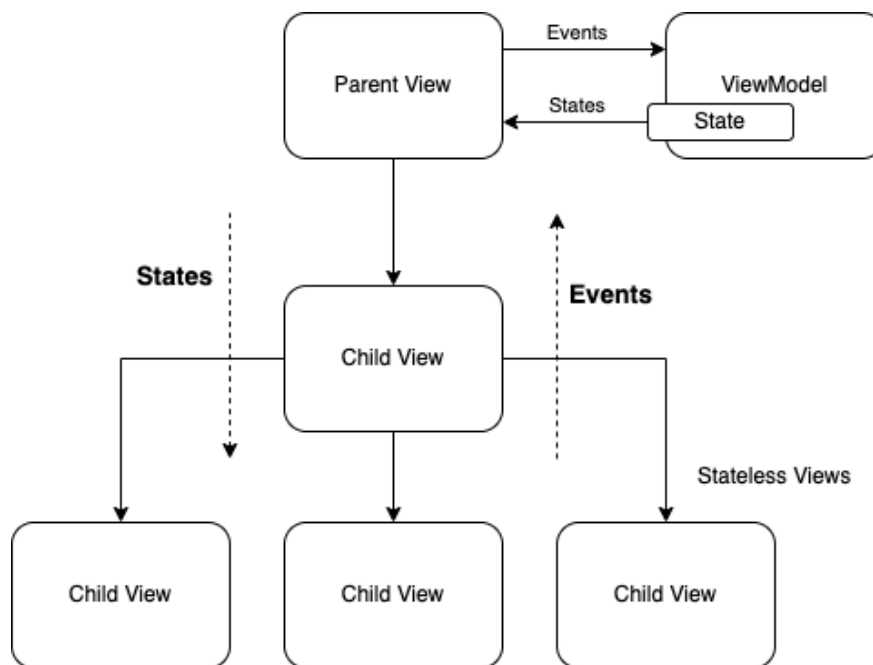 Events
Parent View
ViewModel
States
State
States
Events
Child View
Stateless Views
Child View
Child View
Child View